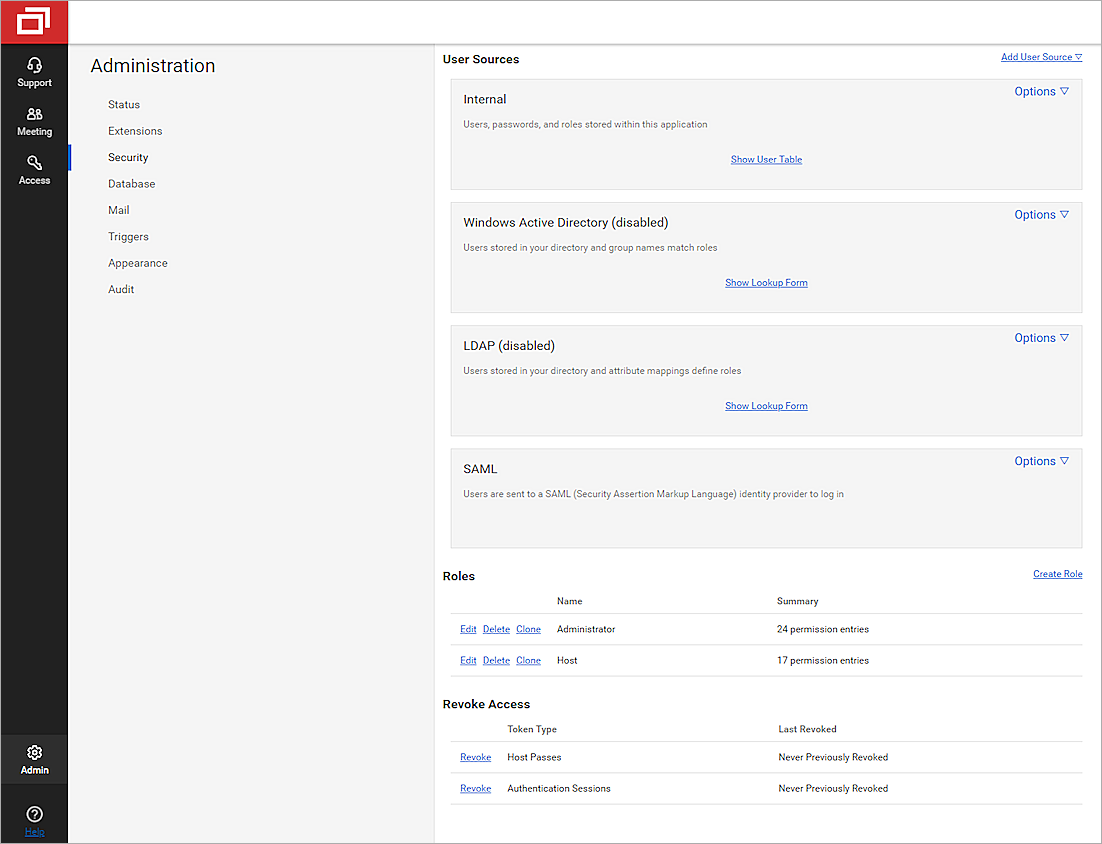 Support
Meeting
Access
Admin
Help
Administration
Status
Extensions
Security
Database
Mail
Triggers
Appearance
Audit
User Sources
Add User Source ▽
Internal
Options ▽
Users, passwords, and roles stored within this application
Show User Table
Windows Active Directory (disabled)
Options ▽
Users stored in your directory and group names match roles
Show Lookup Form
LDAP (disabled)
Options ▽
Users stored in your directory and attribute mappings define roles
Show Lookup Form
SAML
Options ▽
Users are sent to a SAML (Security Assertion Markup Language) identity provider to log in
Roles
Create Role
Name Summary
Edit Delete Clone Administrator 24 permission entries
Edit Delete Clone Host 17 permission entries
Revoke Access
Token Type Last Revoked
Revoke Host Passes Never Previously Revoked
Revoke Authentication Sessions Never Previously Revoked